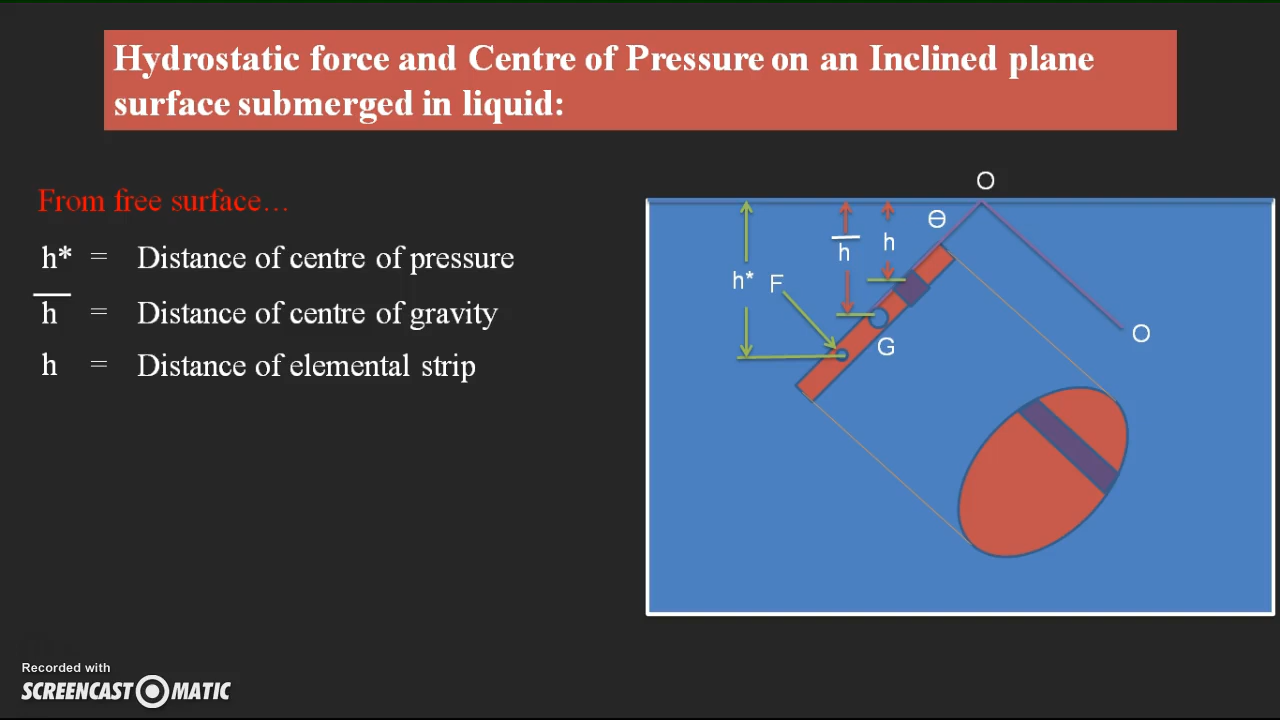 Hydrostatic force and Centre of Pressure on an Inclined plane
surface submerged in liquid:
From free surface...
h* = Distance of centre of pressure
h̅ = Distance of centre of gravity
h = Distance of elemental strip
O
Θ
h̅
h
h*
F
G
O
Recorded with
SCREENCAST-O-MATIC